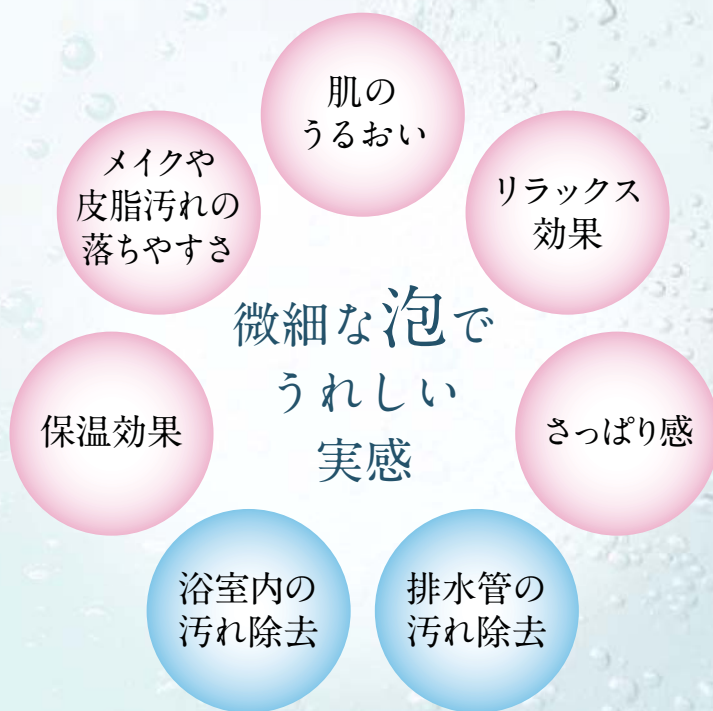 肌の
うるおい
メイクや
皮脂汚れの
落ちやすさ
リラックス
効果
微細な泡で
うれしい
実感
保温効果
さっぱり感
浴室内の
汚れ除去
排水管の
汚れ除去